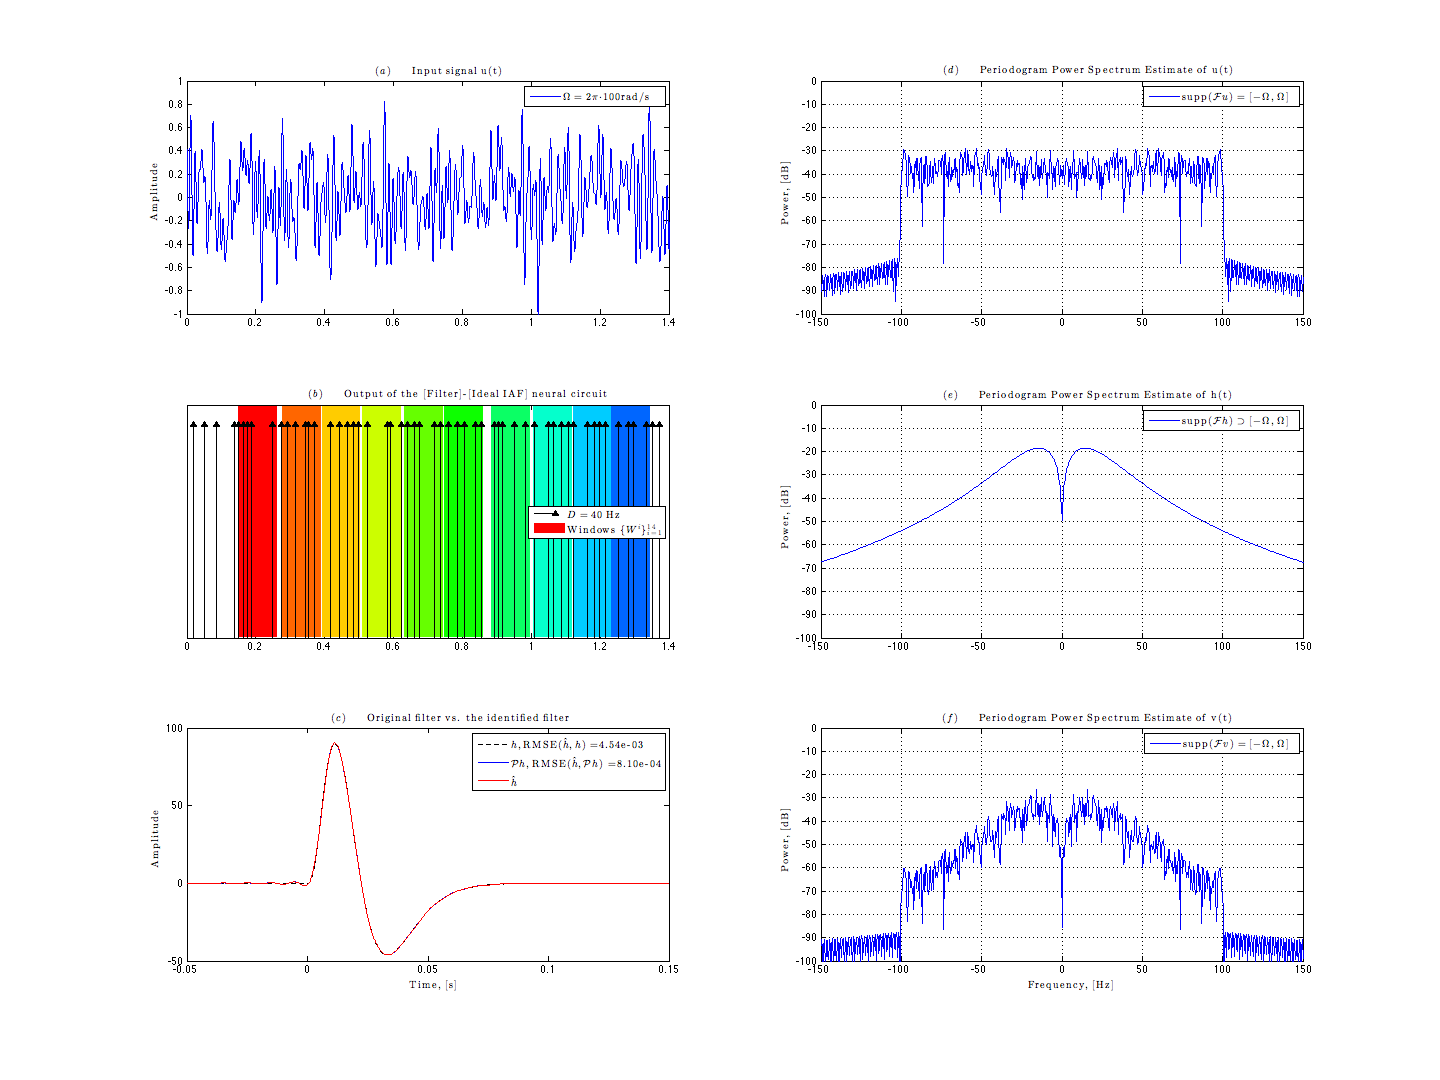 (a) Input signal u(t)
Ω = 2π·100rad/s
Amplitude
1
0.8
0.6
0.4
0.2
0
-0.2
-0.4
-0.6
-0.8
-1
0 0.2 0.4 0.6 0.8 1 1.2 1.4
(d) Periodogram Power Spectrum Estimate of u(t)
supp(ℱu) = [-Ω, Ω]
Power, [dB]
0
-10
-20
-30
-40
-50
-60
-70
-80
-90
-100
-150 -100 -50 0 50 100 150
(b) Output of the [Filter]-[Ideal IAF] neural circuit
D = 40 Hz
Windows {W^i}_{i=1}^{14}
0 0.2 0.4 0.6 0.8 1 1.2 1.4
(e) Periodogram Power Spectrum Estimate of h(t)
supp(ℱh) ⊃ [-Ω, Ω]
Power, [dB]
0
-10
-20
-30
-40
-50
-60
-70
-80
-90
-100
-150 -100 -50 0 50 100 150
(c) Original filter vs. the identified filter
h, RMSE(ĥ, h) =4.54e-03
𝒫h, RMSE(ĥ, 𝒫h) =8.10e-04
ĥ
Amplitude
100
50
0
-50
-0.05 0 0.05 0.1 0.15
Time, [s]
(f) Periodogram Power Spectrum Estimate of v(t)
supp(ℱv) = [-Ω, Ω]
Power, [dB]
0
-10
-20
-30
-40
-50
-60
-70
-80
-90
-100
-150 -100 -50 0 50 100 150
Frequency, [Hz]